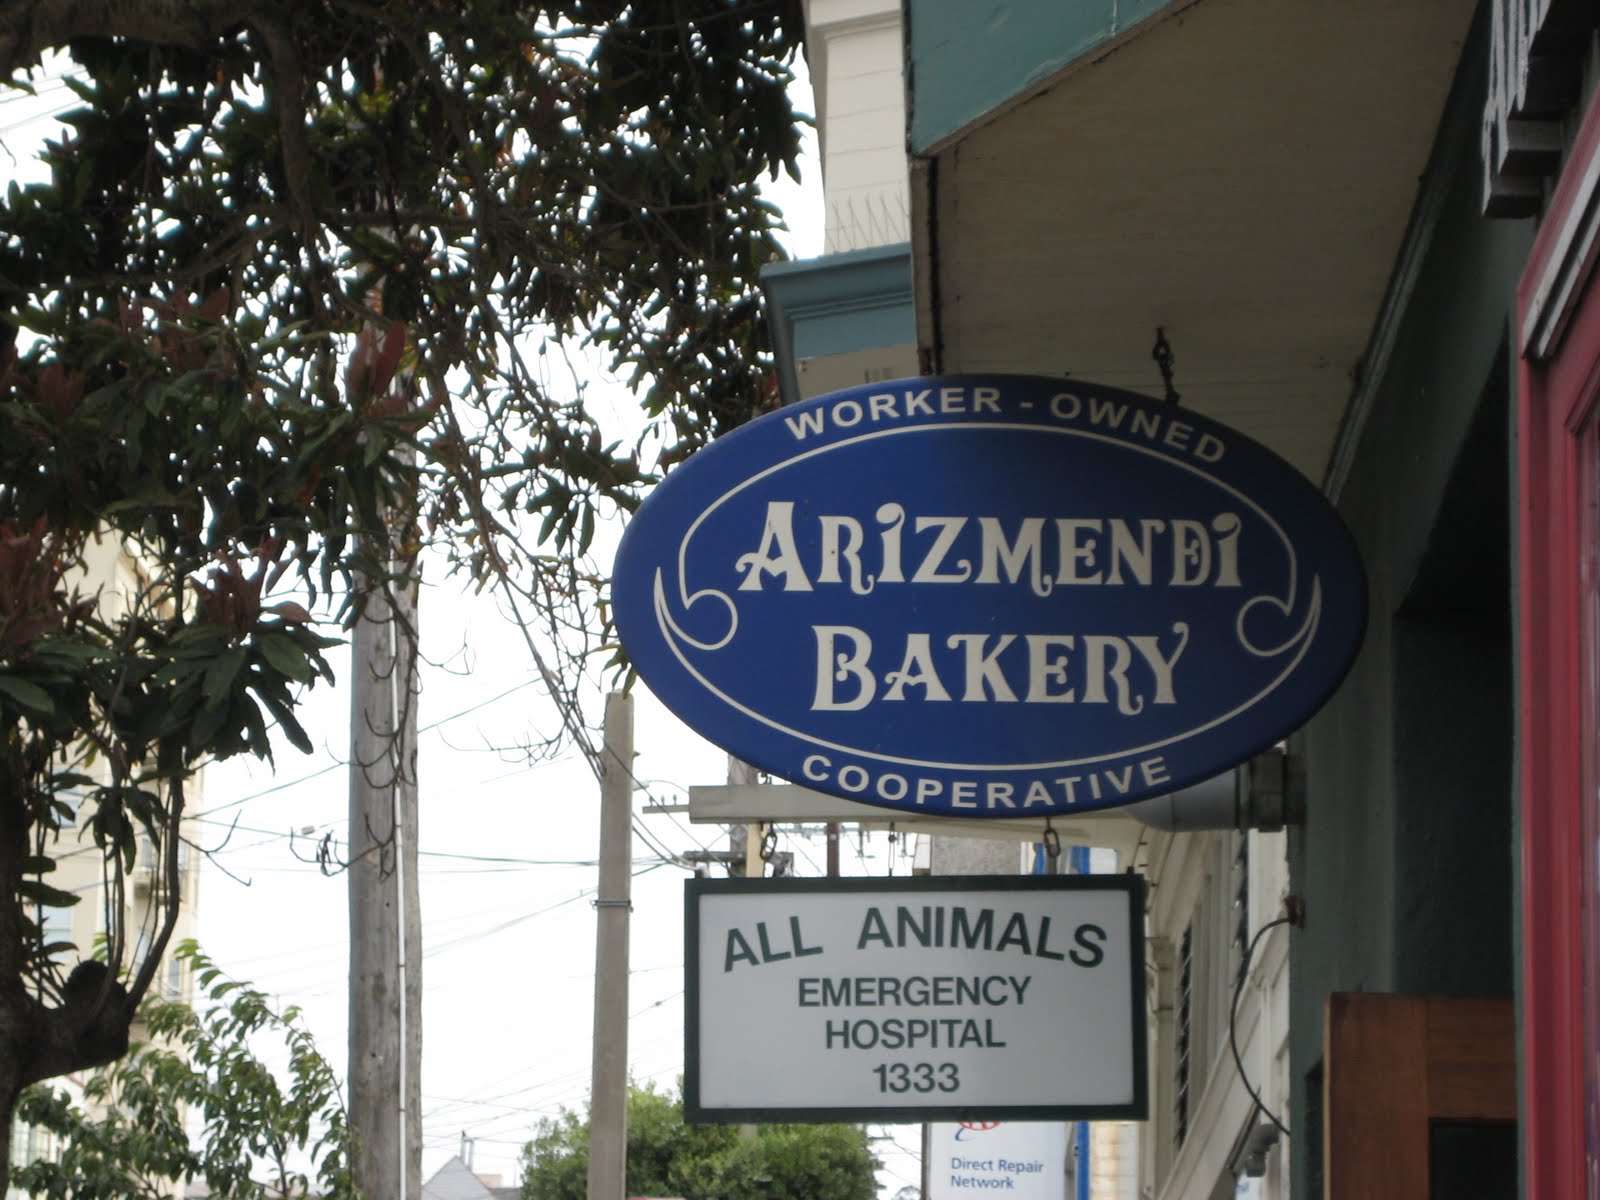 WORKER - OWNED
ARIZMENDI
BAKERY
COOPERATIVE
ALL ANIMALS
EMERGENCY
HOSPITAL
1333
Direct Repair
Network